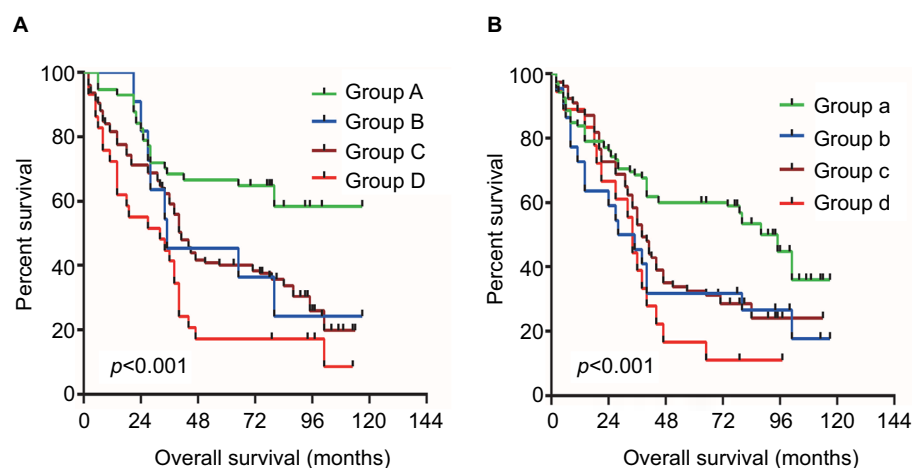 A
Percent survival
100
80
60
40
20
0
Group A
Group B
Group C
Group D
p<0.001
0 24 48 72 96 120 144
Overall survival (months)
B
Percent survival
100
80
60
40
20
0
Group a
Group b
Group c
Group d
p<0.001
0 24 48 72 96 120 144
Overall survival (months)